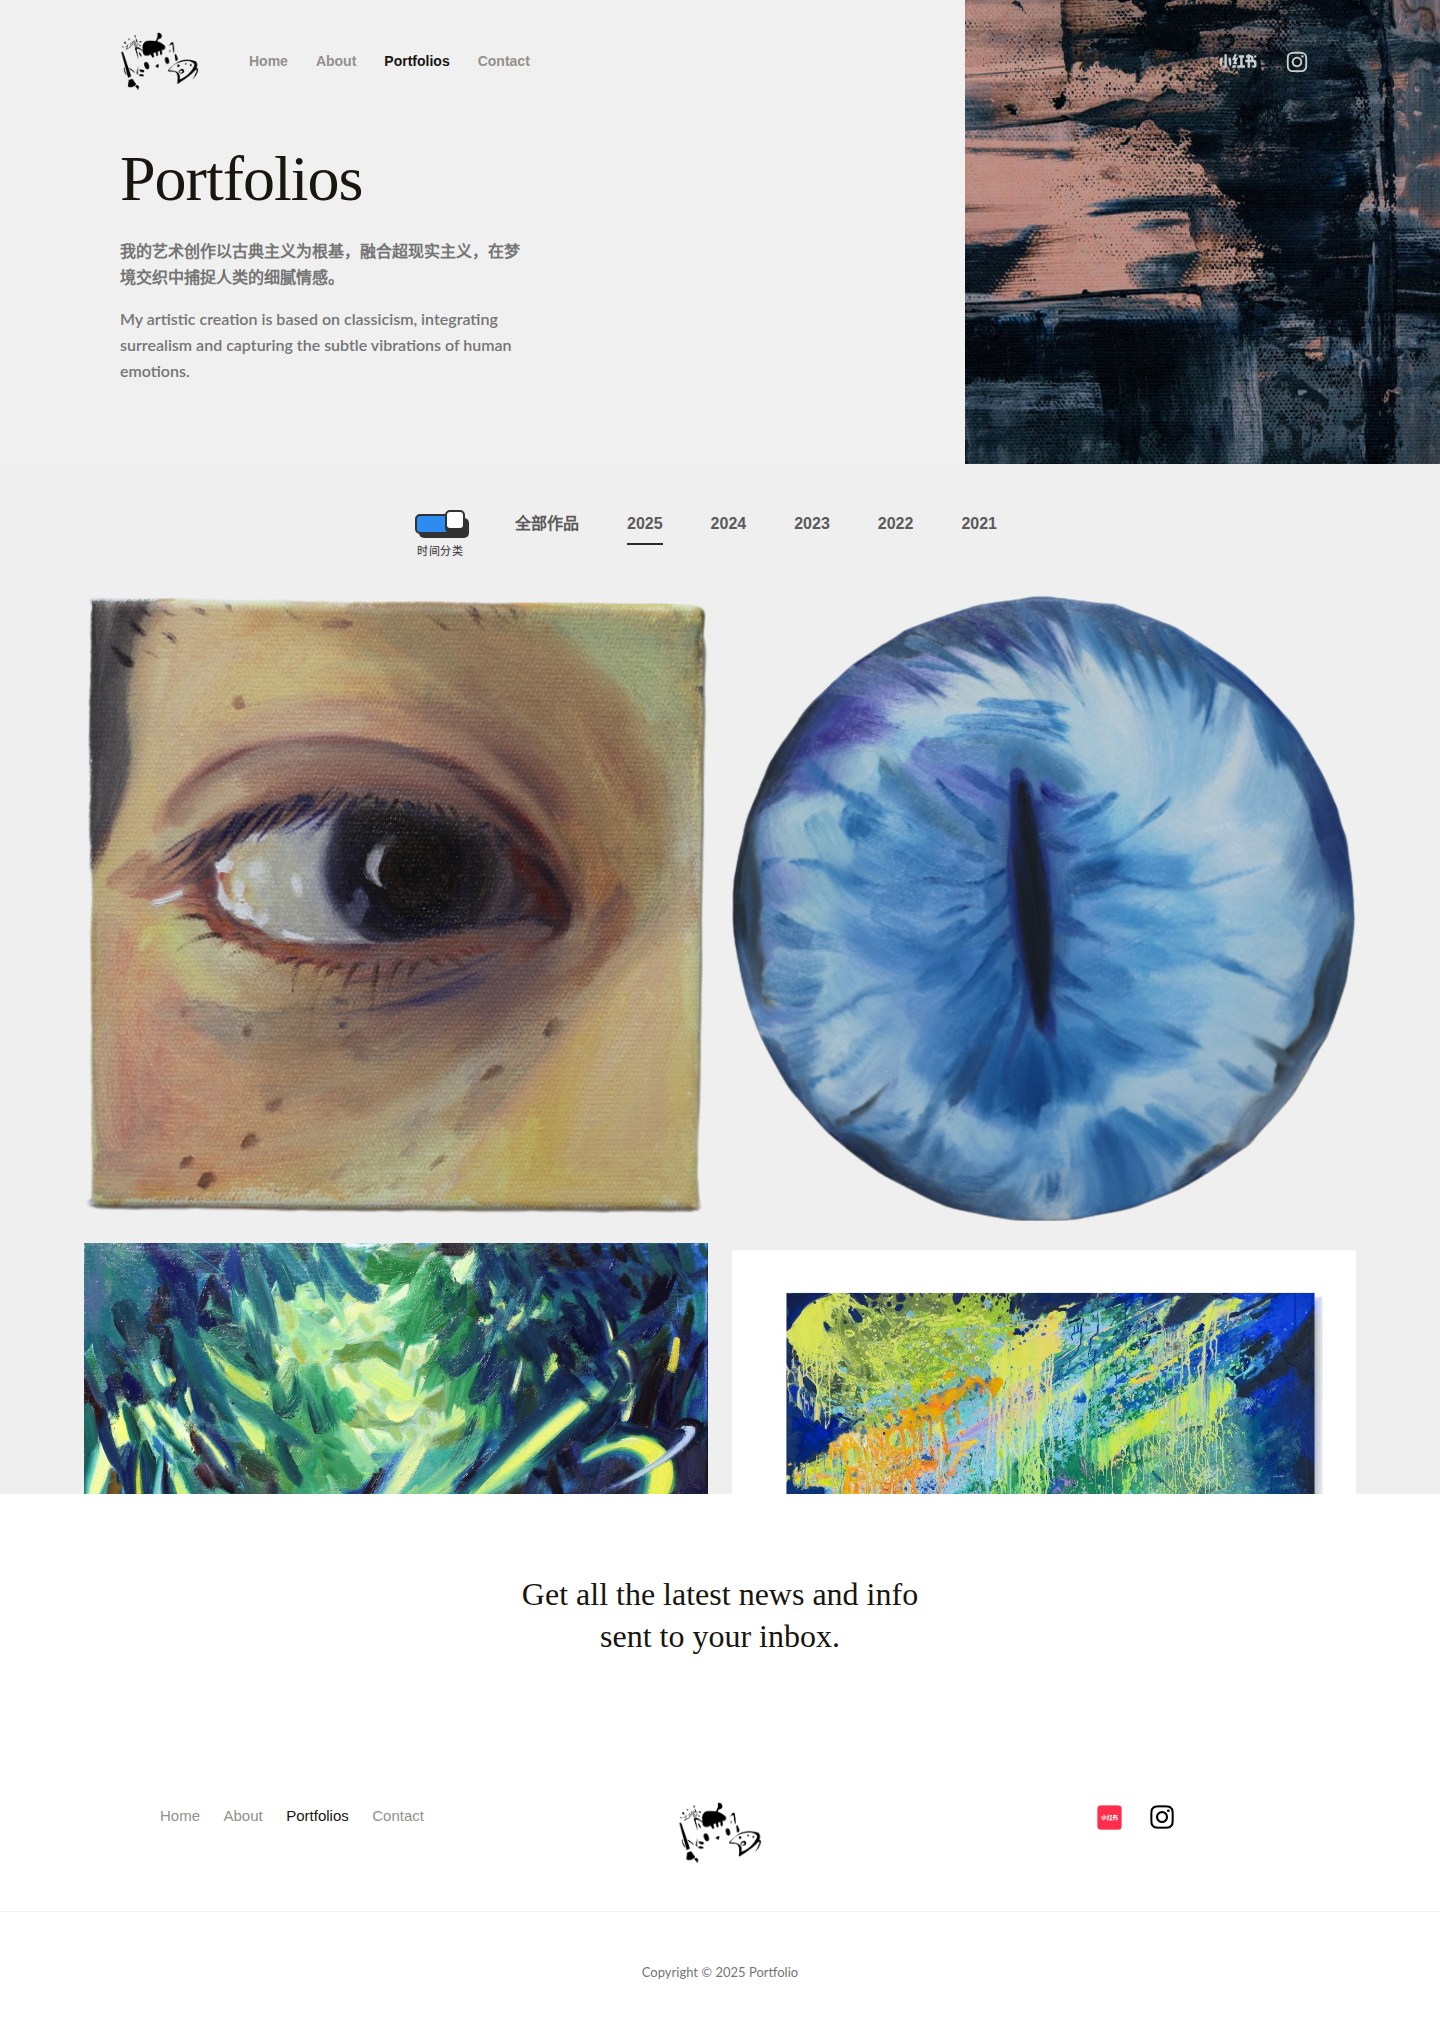 Home About Portfolios Contact
小红书
Portfolios
我的艺术创作以古典主义为根基，融合超现实主义，在梦
境交织中捕捉人类的细腻情感。
My artistic creation is based on classicism, integrating
surrealism and capturing the subtle vibrations of human
emotions.
时间分类
全部作品 2025 2024 2023 2022 2021
Get all the latest news and info
sent to your inbox.
Home About Portfolios Contact
小红书
Copyright © 2025 Portfolio